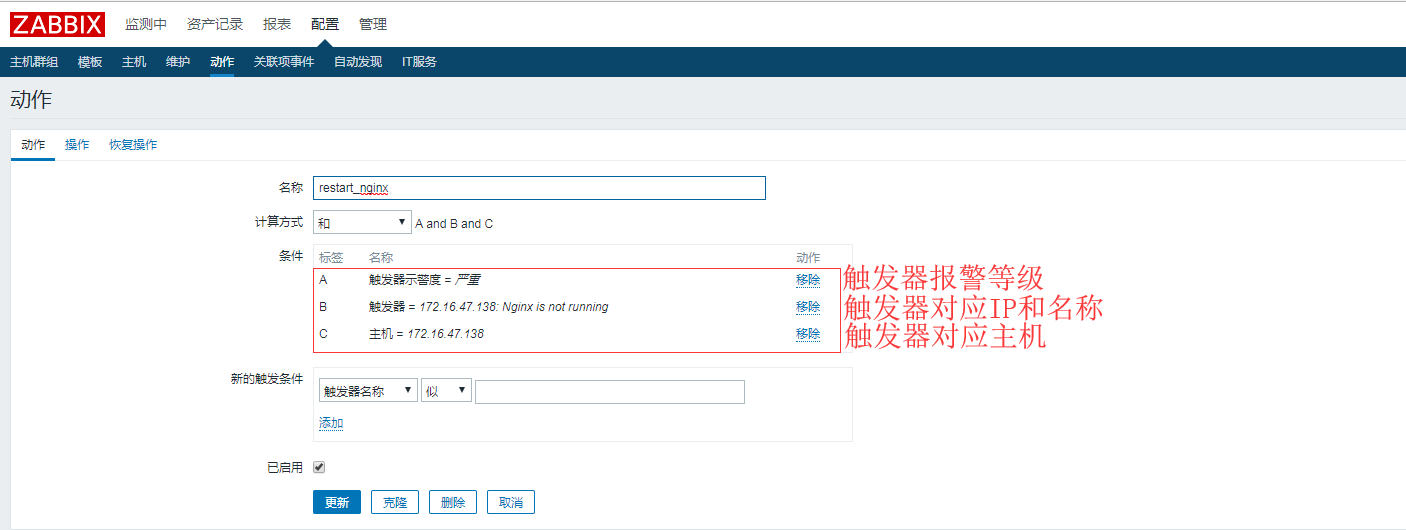 ZABBIX 监测中 资产记录 报表 配置 管理
主机群组 模板 主机 维护 动作 关联项事件 自动发现 IT服务
动作
动作 操作 恢复操作
名称 restart_nginx
计算方式 和 A and B and C
条件 标签 名称 动作
A 触发器示警度 = 严重 移除 触发器报警等级
B 触发器 = 172.16.47.138: Nginx is not running 移除 触发器对应IP和名称
C 主机 = 172.16.47.138 移除 触发器对应主机
新的触发条件 触发器名称 似
添加
已启用
更新 克隆 删除 取消